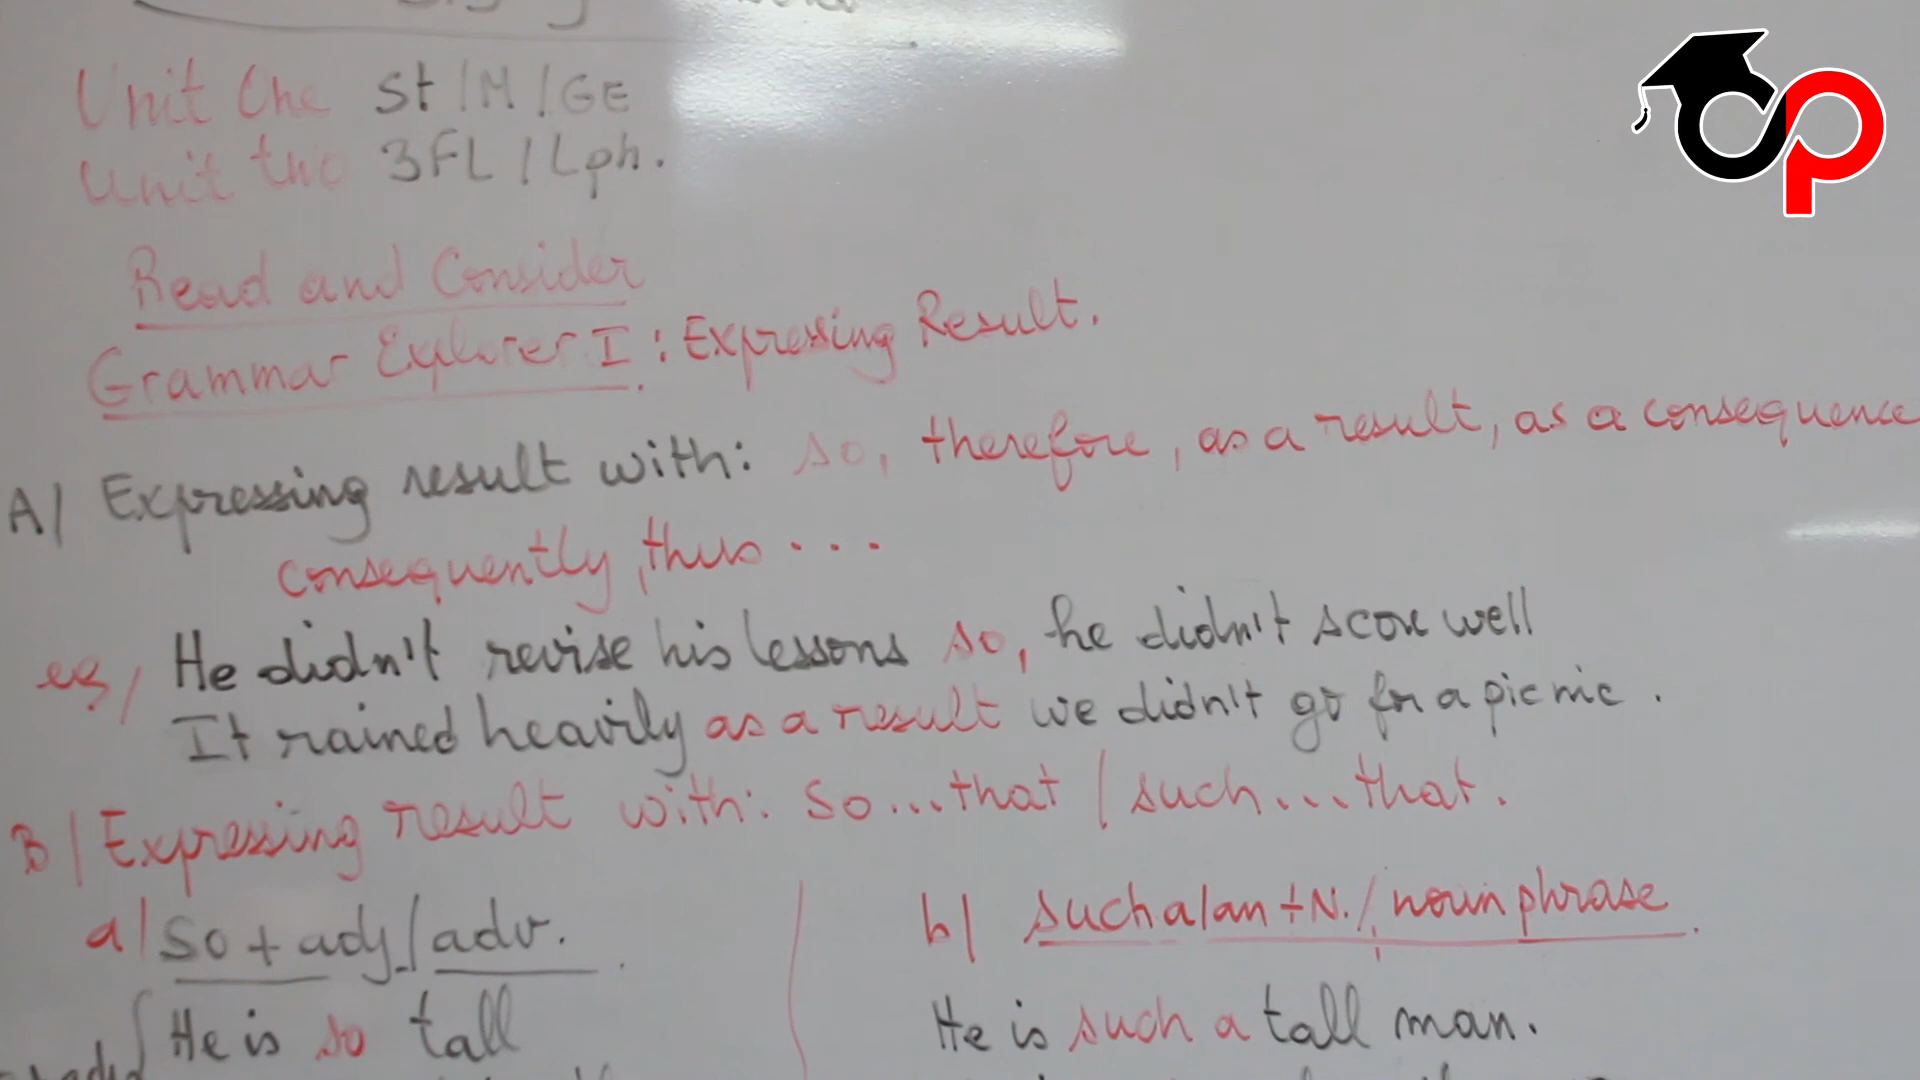 Unit One St/M/GE
Unit two 3FL/Lph.
Read and Consider
Grammar Explorer I: Expressing Result.
A/ Expressing result with: so, therefore, as a result, as a consequence
consequently, thus...
eg/ He didn't revise his lessons so, he didn't score well
It rained heavily as a result we didn't go for a picnic.
B/ Expressing result with: so...that / such...that.
a/ So + adj/adv.
b/ such a/an + N./noun phrase.
He is so tall
He is such a tall man.